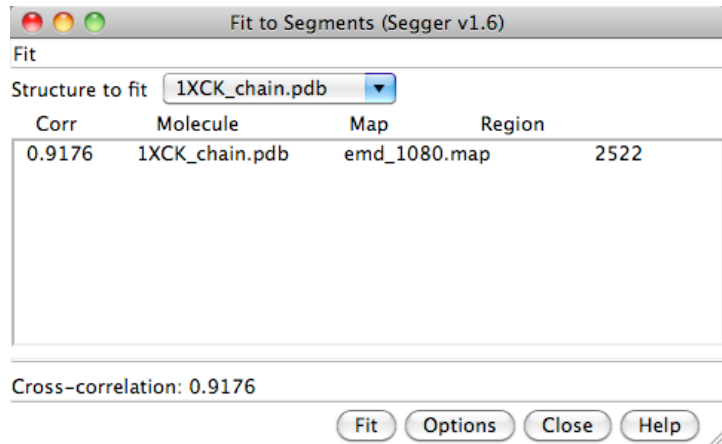 Fit to Segments (Segger v1.6)
Fit
Structure to fit 1XCK_chain.pdb
Corr Molecule Map Region
0.9176 1XCK_chain.pdb emd_1080.map 2522
Cross-correlation: 0.9176
Fit Options Close Help